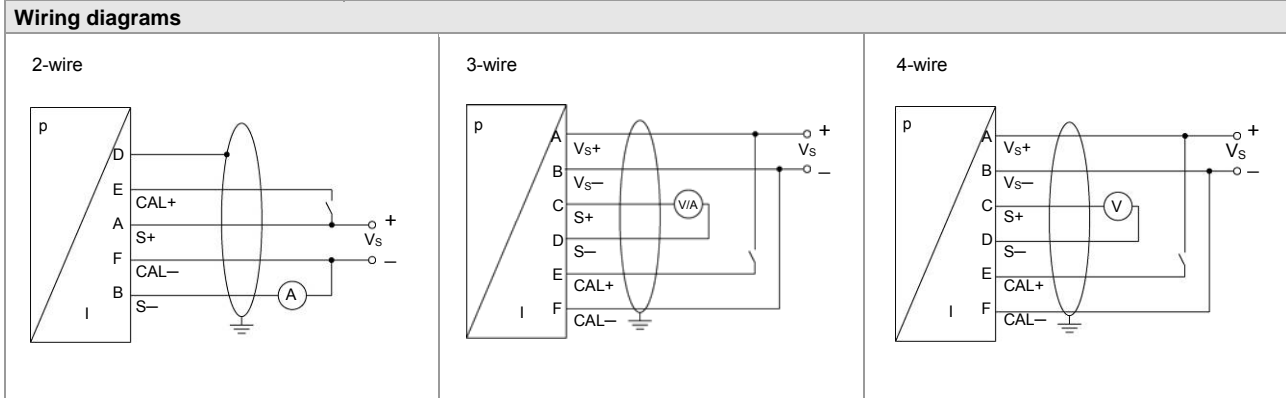 Wiring diagrams
2-wire
p
D
E
CAL+
A
S+
F
CAL–
B
S–
I
A
+
VS
–
3-wire
p
A
VS+
B
VS–
C
S+
D
S–
E
CAL+
F
CAL–
I
V/A
+
VS
–
4-wire
p
A
VS+
B
VS–
C
S+
D
S–
E
CAL+
F
CAL–
I
V
+
VS
–